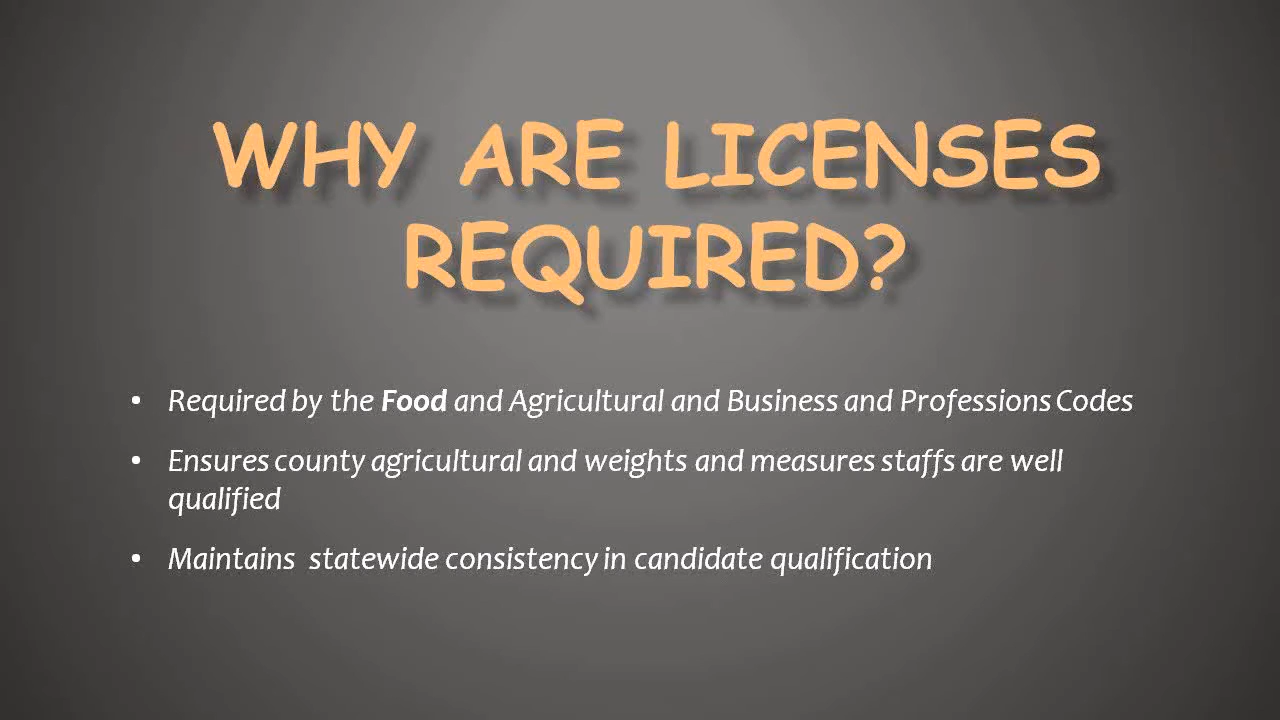 WHY ARE LICENSES
REQUIRED?
• Required by the Food and Agricultural and Business and Professions Codes
• Ensures county agricultural and weights and measures staffs are well
qualified
• Maintains  statewide consistency in candidate qualification